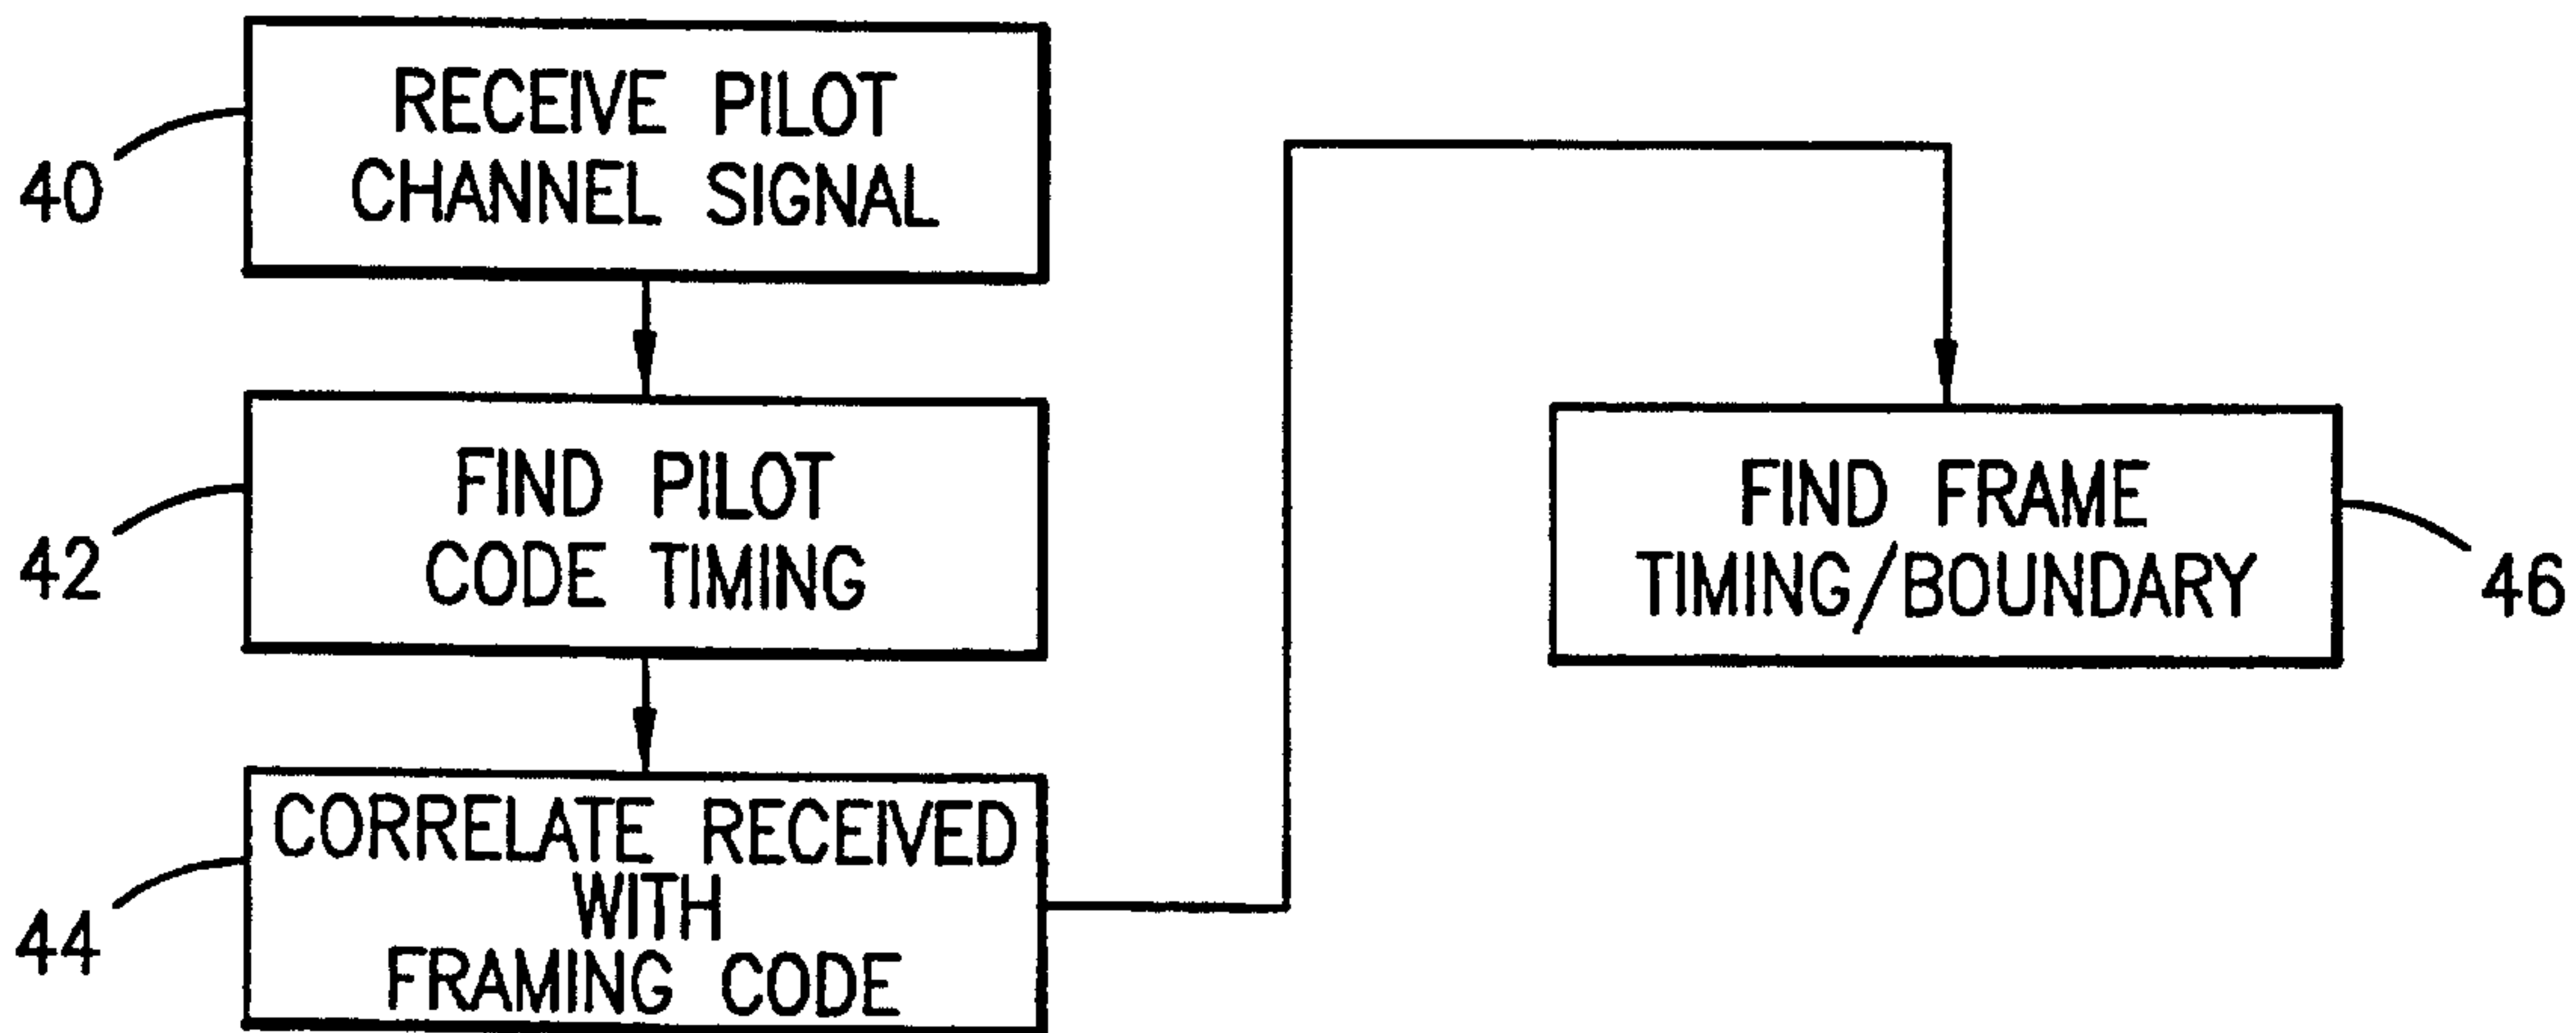 40
RECEIVE PILOT
CHANNEL SIGNAL
42
FIND PILOT
CODE TIMING
44
CORRELATE RECEIVED
WITH
FRAMING CODE
FIND FRAME
TIMING/BOUNDARY
46